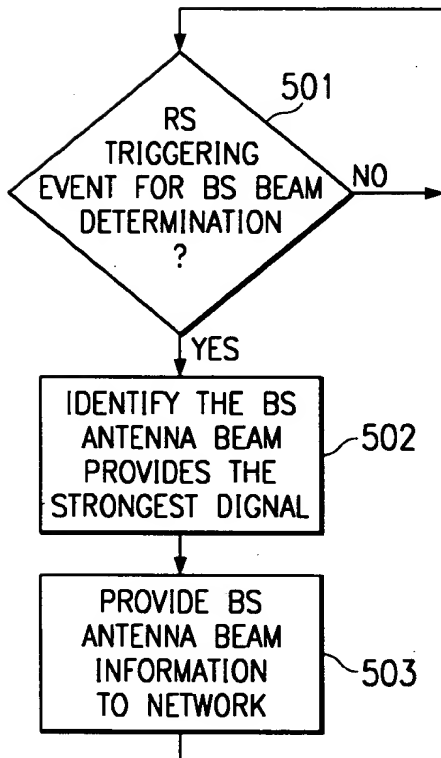 501
RS
TRIGGERING
EVENT FOR BS BEAM
DETERMINATION
?
NO
YES
IDENTIFY THE BS
ANTENNA BEAM
PROVIDES THE
STRONGEST DIGNAL
502
PROVIDE BS
ANTENNA BEAM
INFORMATION
TO NETWORK
503